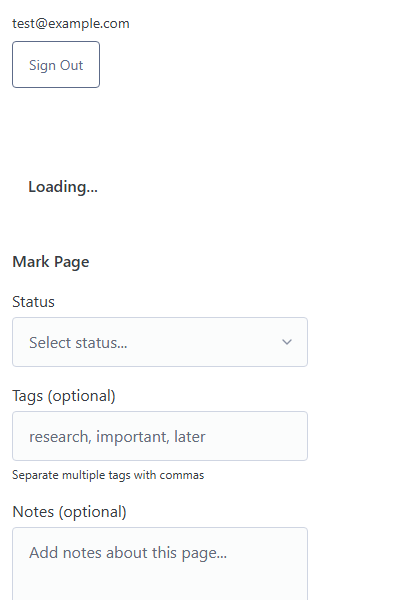 test@example.com
Sign Out
Loading...
Mark Page
Status
Select status...
Tags (optional)
research, important, later
Separate multiple tags with commas
Notes (optional)
Add notes about this page...